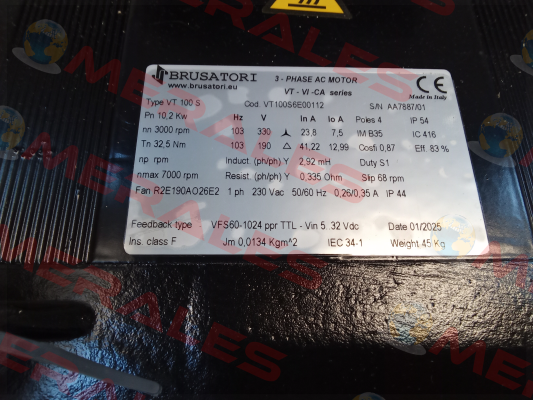 BRUSATORI
www.brusatori.eu
3 - PHASE AC MOTOR
VT - VI -CA series
CE
Made in Italy
Type VT 100 S Cod. VT100S6E00112 S/N AA7887/01
Pn 10,2 Kw Hz V In A Io A Poles 4 IP 54
nn 3000 rpm 103 330 23,8 7,5 IM B35 IC 416
Tn 32,5 Nm 103 190 △ 41,22 12,99 Cosfi 0,87 Eff. 83 %
np rpm Induct. (ph/ph) Y 2,92 mH Duty S1
nmax 7000 rpm Resist (ph/ph) Y 0,335 Ohm Slip 68 rpm
Fan R2E190AO26E2 1 ph 230 Vac 50/60 Hz 0,26/0,35 A IP 44
Feedback type - VFS60-1024 ppr TTL - Vin 5..32 Vdc Date 01/2025
Ins. class F Jm 0,0134 Kgm^2 IEC 34-1 Weight 45 Kg
MERALES
MERALES
MERALES